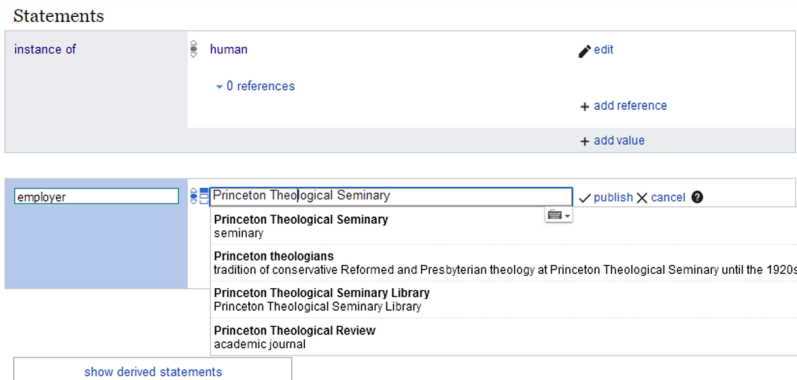 Statements
instance of
human
edit
0 references
+ add reference
+ add value
employer
Princeton Theological Seminary
publish
cancel
?
Princeton Theological Seminary
seminary
Princeton theologians
tradition of conservative Reformed and Presbyterian theology at Princeton Theological Seminary until the 1920s
Princeton Theological Seminary Library
Princeton Theological Seminary Library
Princeton Theological Review
academic journal
show derived statements